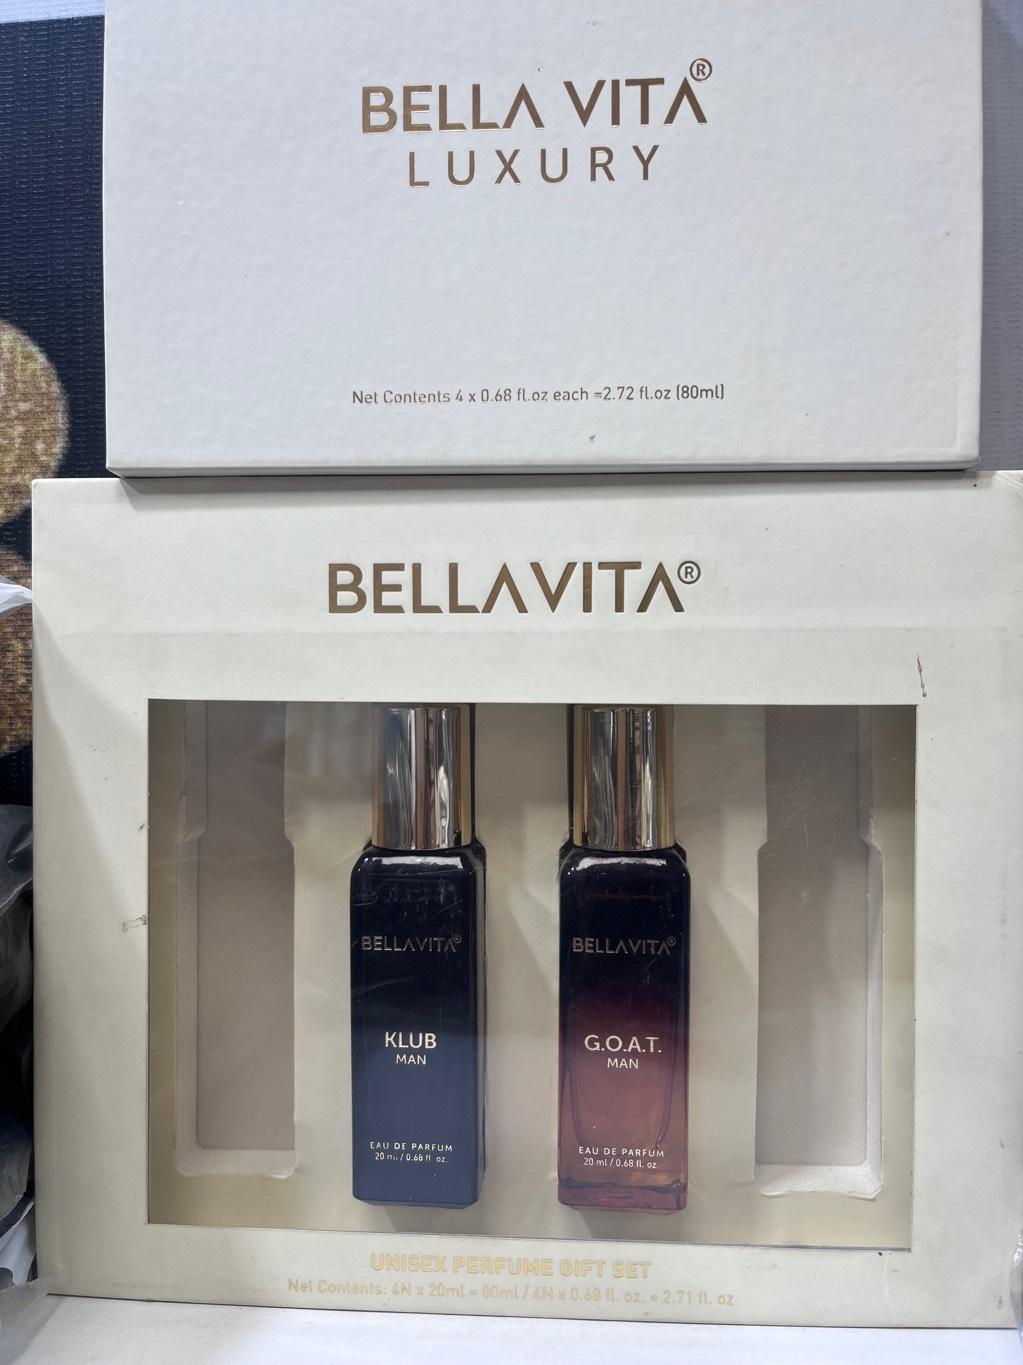 BELLA VITA®
LUXURY
Net Contents 4 x 0.68 fl.oz each =2.72 fl.oz (80ml)
BELLAVITA®
BELLAVITA®
KLUB
MAN
EAU DE PARFUM
20 ml / 0.68 fl. oz.
BELLAVITA®
G.O.A.T.
MAN
EAU DE PARFUM
20 ml / 0.68 fl. oz.
UNISEX PERFUME GIFT SET
Net Contents: 4N x 20ml = 80ml / 4N x 0.68 fl. oz. = 2.71 fl. oz